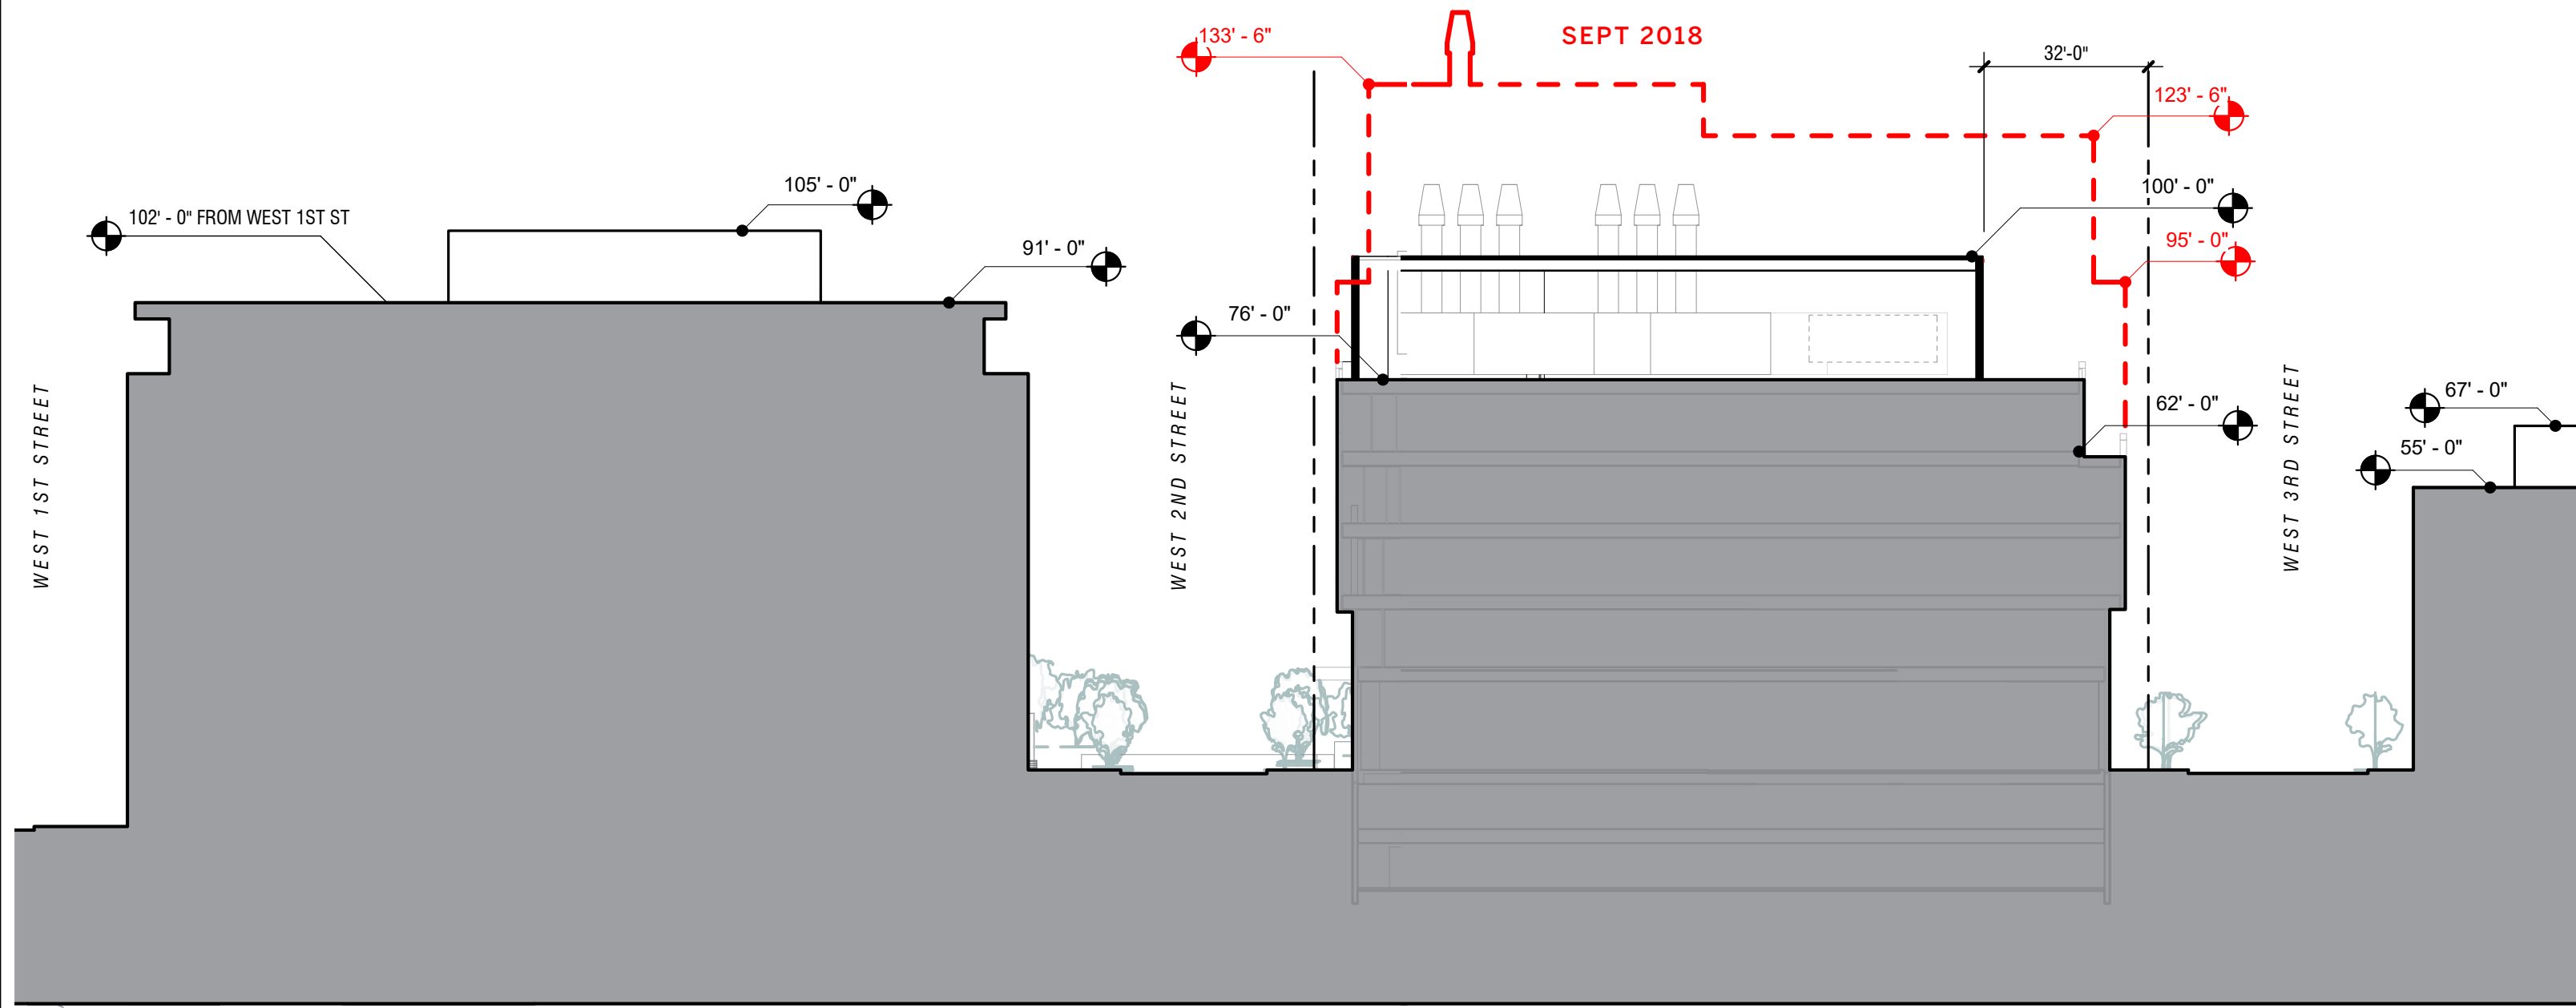 133' - 6"
SEPT 2018
32'-0"
123' - 6"
105' - 0"
100' - 0"
102' - 0" FROM WEST 1ST ST
91' - 0"
95' - 0"
76' - 0"
62' - 0"
67' - 0"
55' - 0"
WEST 1ST STREET
WEST 2ND STREET
WEST 3RD STREET